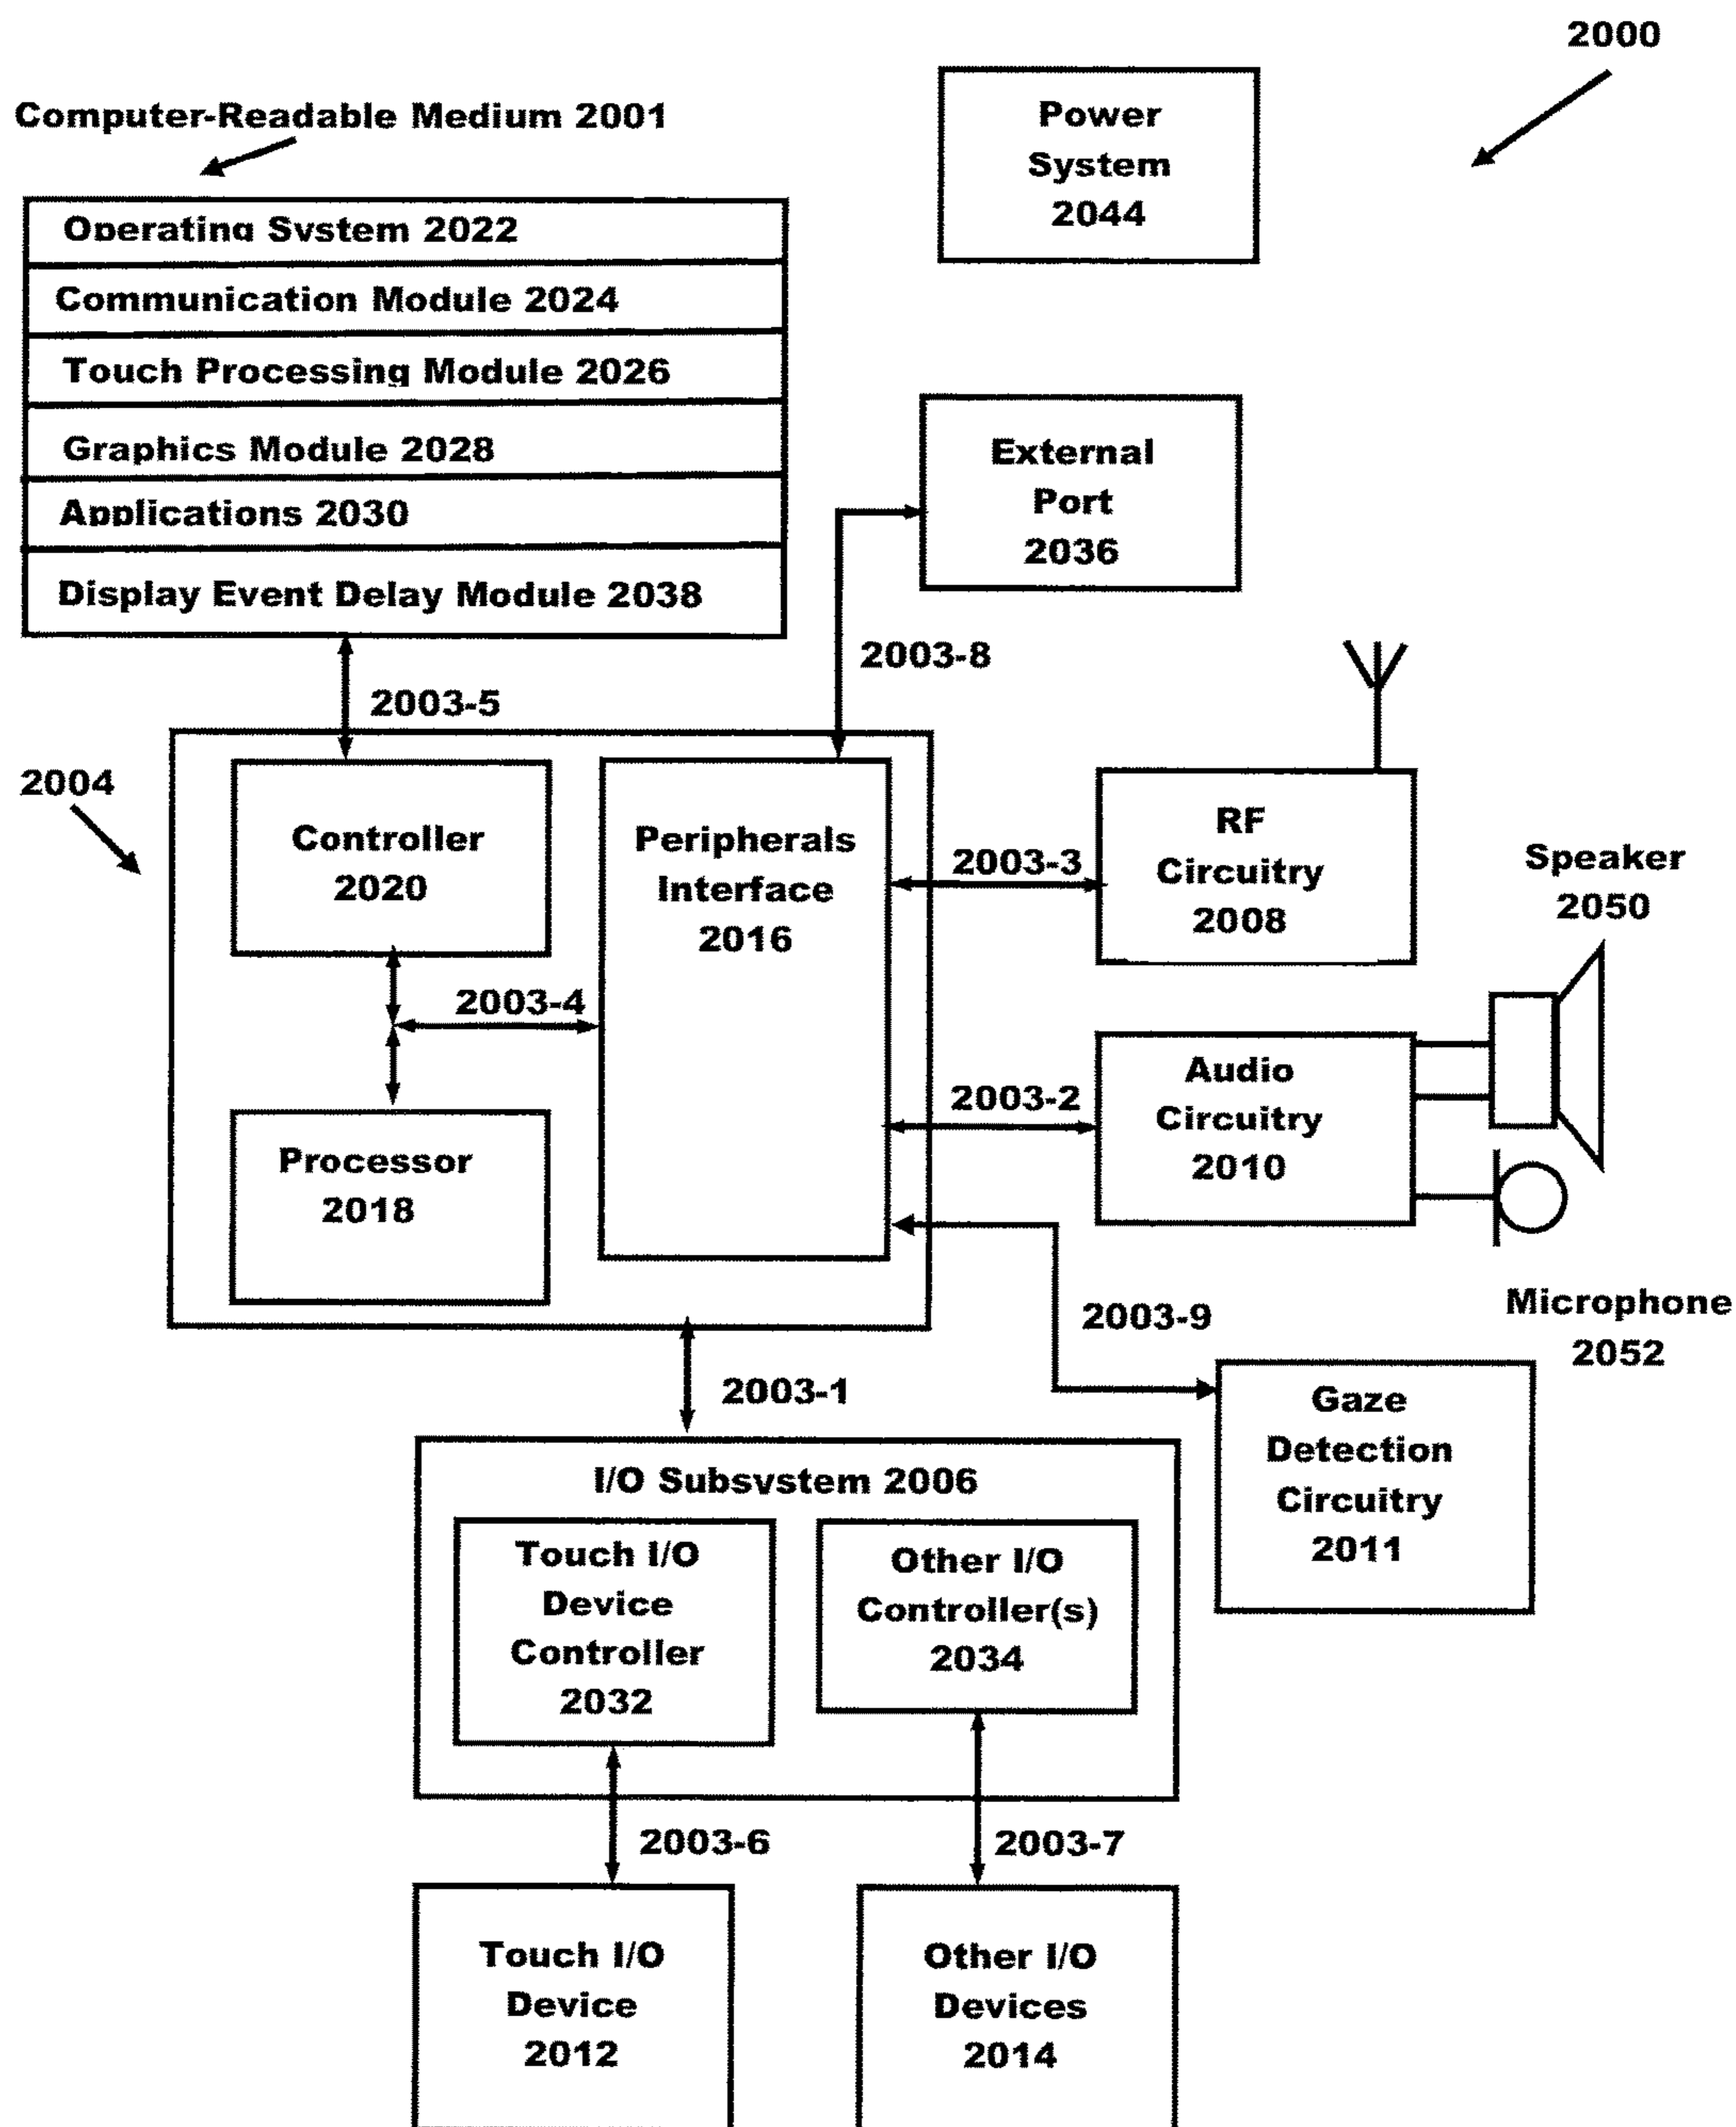 2000
Power
System
2044
Computer-Readable Medium 2001
Operating System 2022
Communication Module 2024
Touch Processing Module 2026
Graphics Module 2028
Applications 2030
Display Event Delay Module 2038
External
Port
2036
2003-8
2003-5
2004
Controller
2020
Peripherals
Interface
2016
2003-3
RF
Circuitry
2008
Speaker
2050
2003-4
2003-2
Audio
Circuitry
2010
Processor
2018
2003-9
Microphone
2052
2003-1
Gaze
Detection
Circuitry
2011
I/O Subsystem 2006
Touch I/O
Device
Controller
2032
Other I/O
Controller(s)
2034
2003-6
2003-7
Touch I/O
Device
2012
Other I/O
Devices
2014